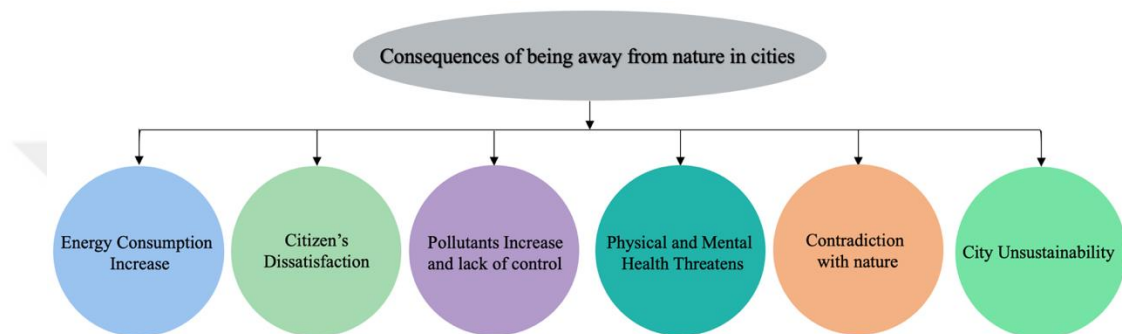 Consequences of being away from nature in cities
Energy Consumption
Increase
Citizen's
Dissatisfaction
Pollutants Increase
and lack of control
Physical and Mental
Health Threatens
Contradiction
with nature
City Unsustainability